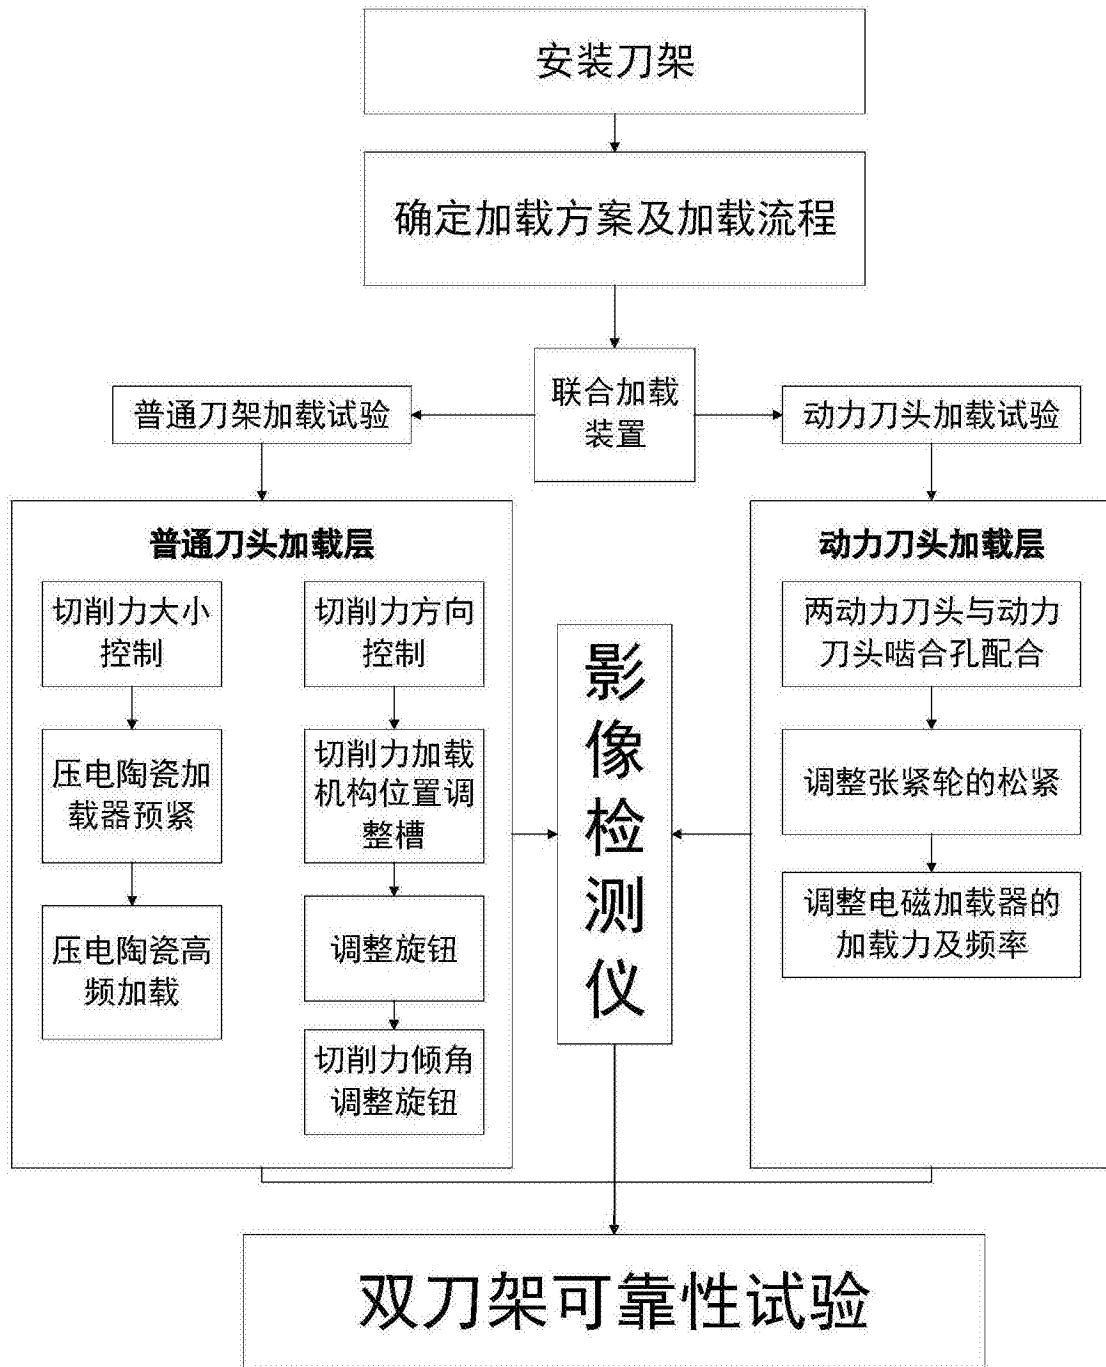 安装刀架
确定加载方案及加载流程
联合加载
装置
普通刀架加载试验
动力刀头加载试验
普通刀头加载层
切削力大小
控制
压电陶瓷加
载器预紧
压电陶瓷高
频加载
切削力方向
控制
切削力加载
机构位置调
整槽
调整旋钮
切削力倾角
调整旋钮
影
像
检
测
仪
动力刀头加载层
两动力刀头与动力
刀头啮合孔配合
调整张紧轮的松紧
调整电磁加载器的
加载力及频率
双刀架可靠性试验